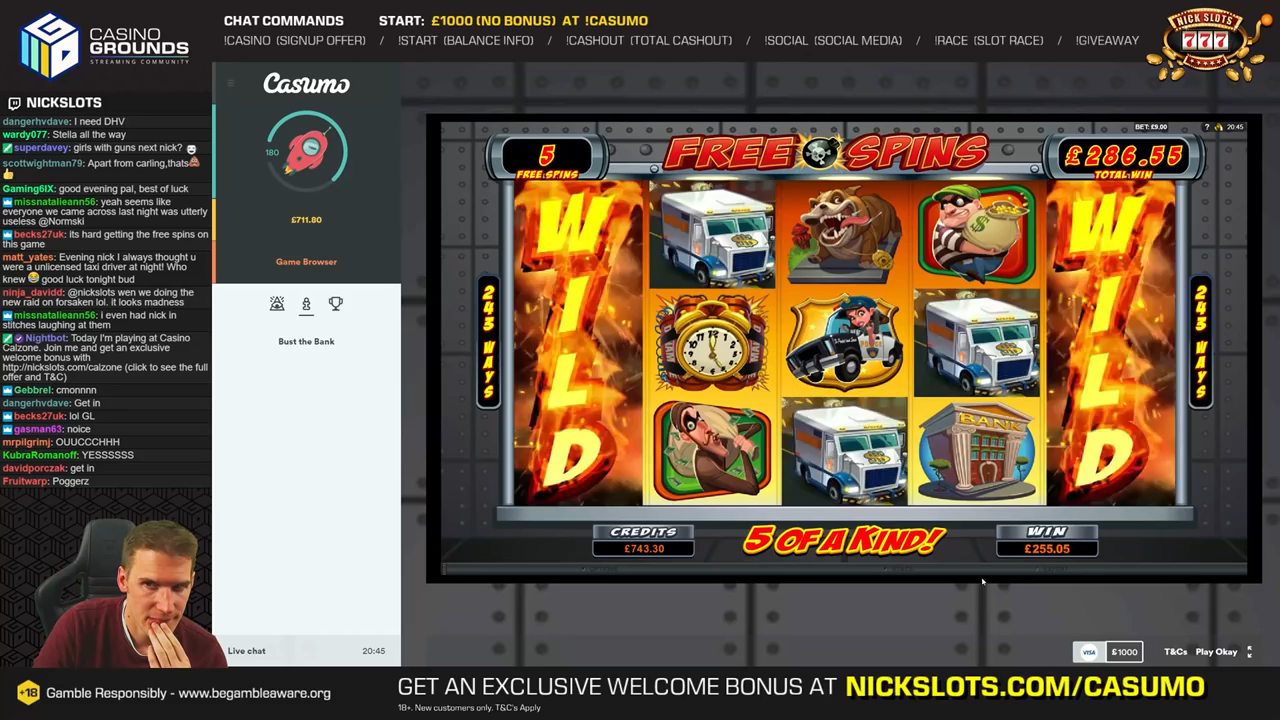 CASINO
GROUNDS
STREAMING COMMUNITY
CHAT COMMANDS
START: £1000 (NO BONUS) AT !CASUMO
!CASINO (SIGNUP OFFER) / !START (BALANCE INFO) / !CASHOUT (TOTAL CASHOUT) / !SOCIAL (SOCIAL MEDIA) / !RACE (SLOT RACE) / !GIVEAWAY
NICK SLOTS
777
NICKSLOTS
dangerhvdave: I need DHV
wardy077: Stella all the way
superdavey: girls with guns next nick?
scottwightman79: Apart from carling,thats
Gaming6IX: good evening pal, best of luck
missnatalieann56: yeah seems like
everyone we came across last night was utterly
useless @Normski
becks27uk: its hard getting the free spins on
this game
matt_yates: Evening nick I always thought u
were a unlicensed taxi driver at night! Who
knew good luck tonight bud
ninja_davidd: @nickslots wen we doing the
new raid on forsaken lol. it looks madness
missnatalieann56: i even had nick in
stitches laughing at them
Nightbot: Today I'm playing at Casino
Calzone. Join me and get an exclusive
welcome bonus with
http://nickslots.com/calzone (click to see the full
offer and T&C)
Gebbrel: cmonnnn
dangerhvdave: Get in
becks27uk: lol GL
gasman63: noice
mrpilgrimj: OUUCCCHHH
KubraRomanoff: YESSSSSS
davidporczak: get in
Fruitwarp: Poggerz
Casumo
180
£711.80
Game Browser
Bust the Bank
Live chat
20:45
BET: £9.00
?
20:45
5
FREE SPINS
FREE SPINS
£286.55
TOTAL WIN
243 WAYS
WILD
BANK
WILD
243 WAYS
CREDITS
£743.30
5 OF A KIND!
WIN
£255.05
VISA
£1000
T&Cs
Play Okay
+18
Gamble Responsibly - www.begambleaware.org
GET AN EXCLUSIVE WELCOME BONUS AT NICKSLOTS.COM/CASUMO
18+. New customers only. T&C's Apply